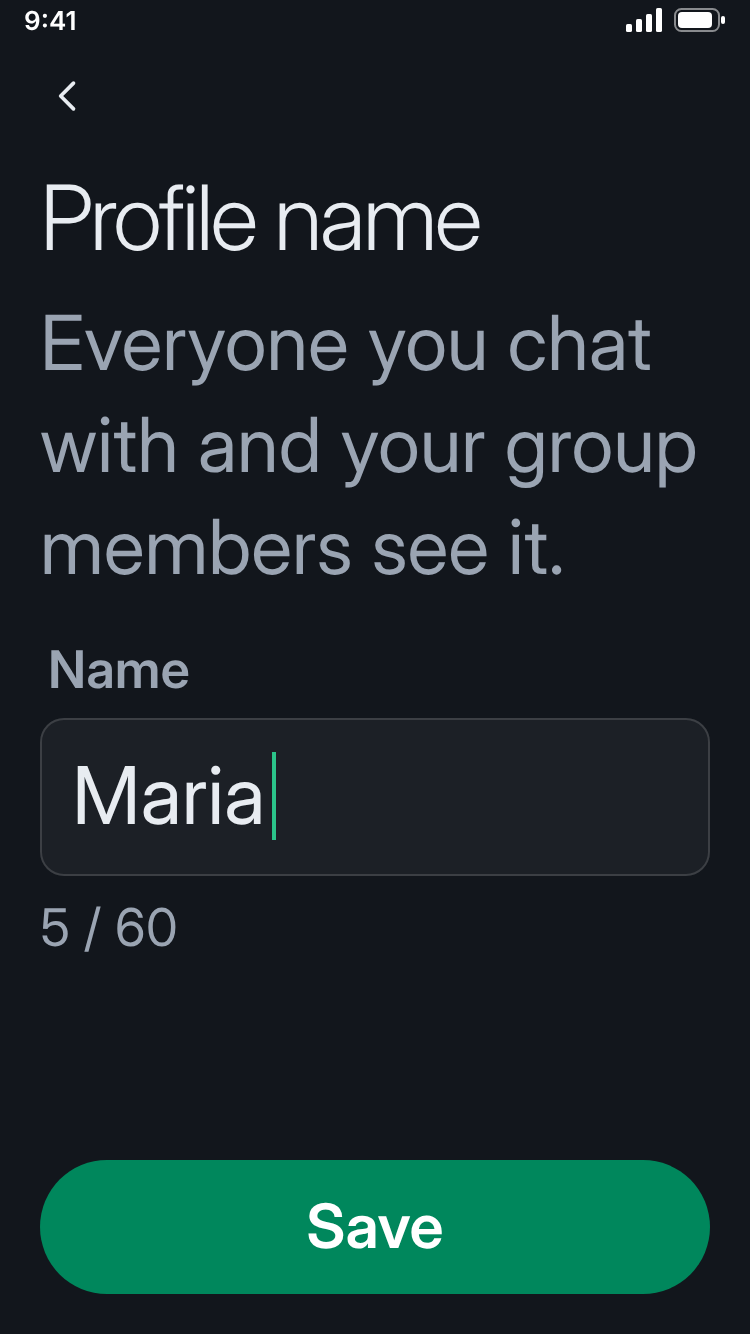 9:41
Profile name
Everyone you chat
with and your group
members see it.
Name
Maria
5 / 60
Save